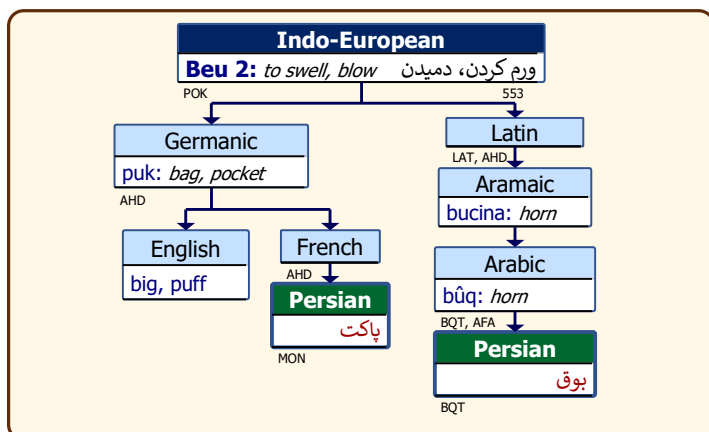 Indo-European
Beu 2: to swell, blow ورم کردن، دمیدن
POK 553
Germanic
puk: bag, pocket
AHD
Latin
LAT, AHD
Aramaic
bucina: horn
English
big, puff
French
AHD
Persian
پاکت
MON
Arabic
bûq: horn
BQT, AFA
Persian
بوق
BQT